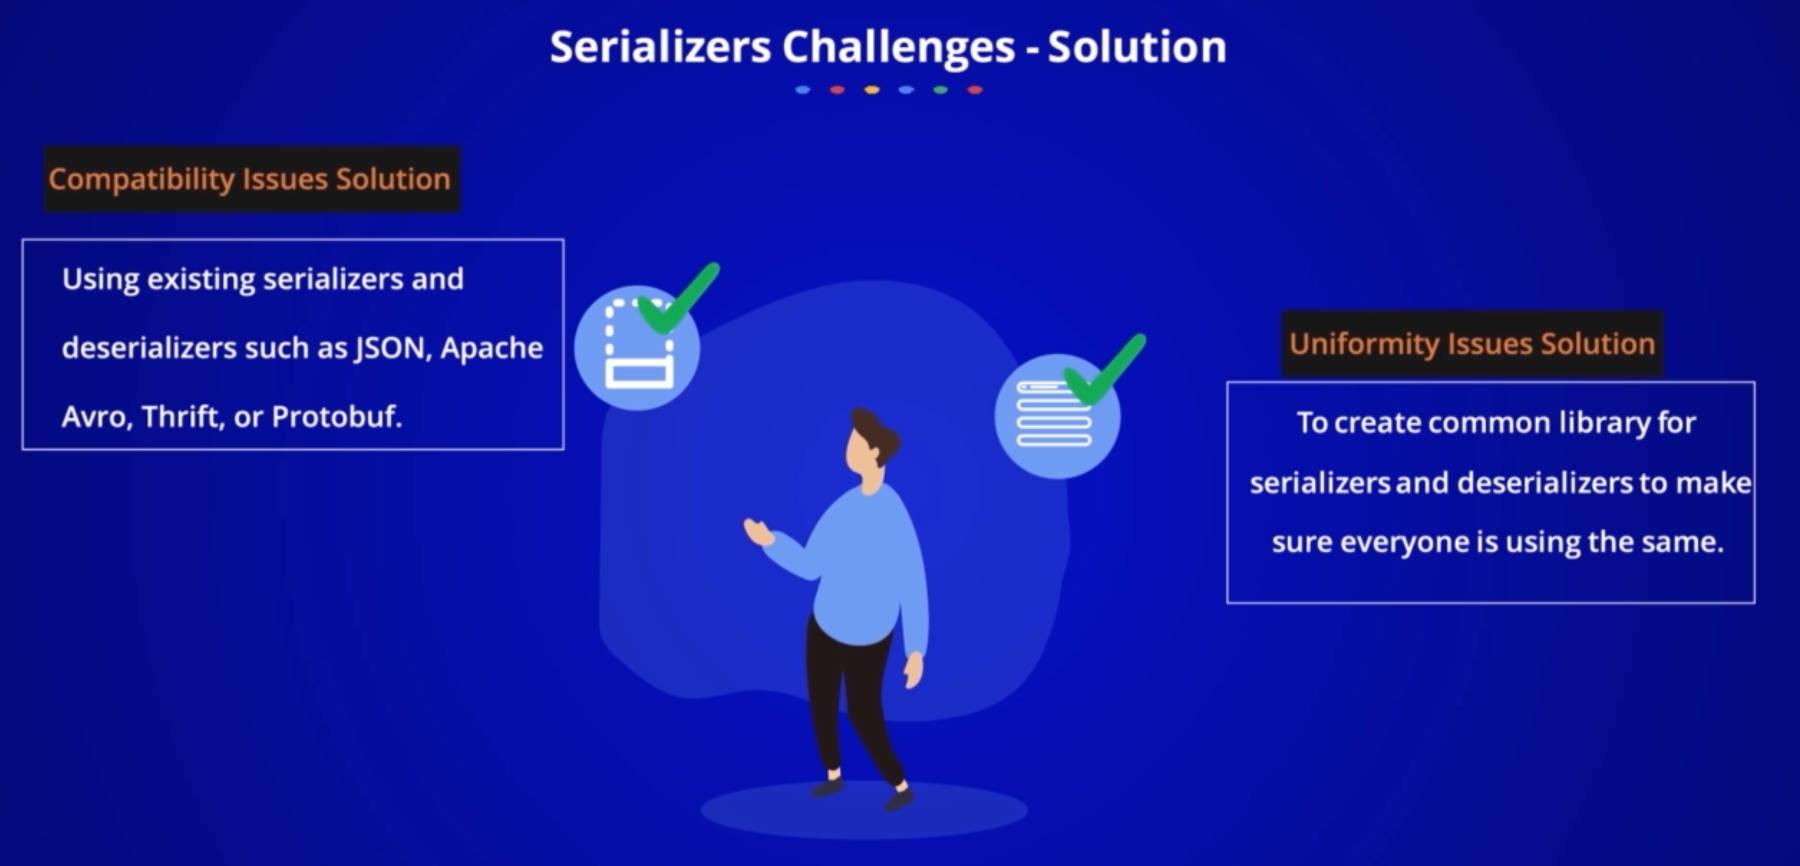 Serializers Challenges - Solution
Compatibility Issues Solution
Using existing serializers and
deserializers such as JSON, Apache
Avro, Thrift, or Protobuf.
Uniformity Issues Solution
To create common library for
serializers and deserializers to make
sure everyone is using the same.